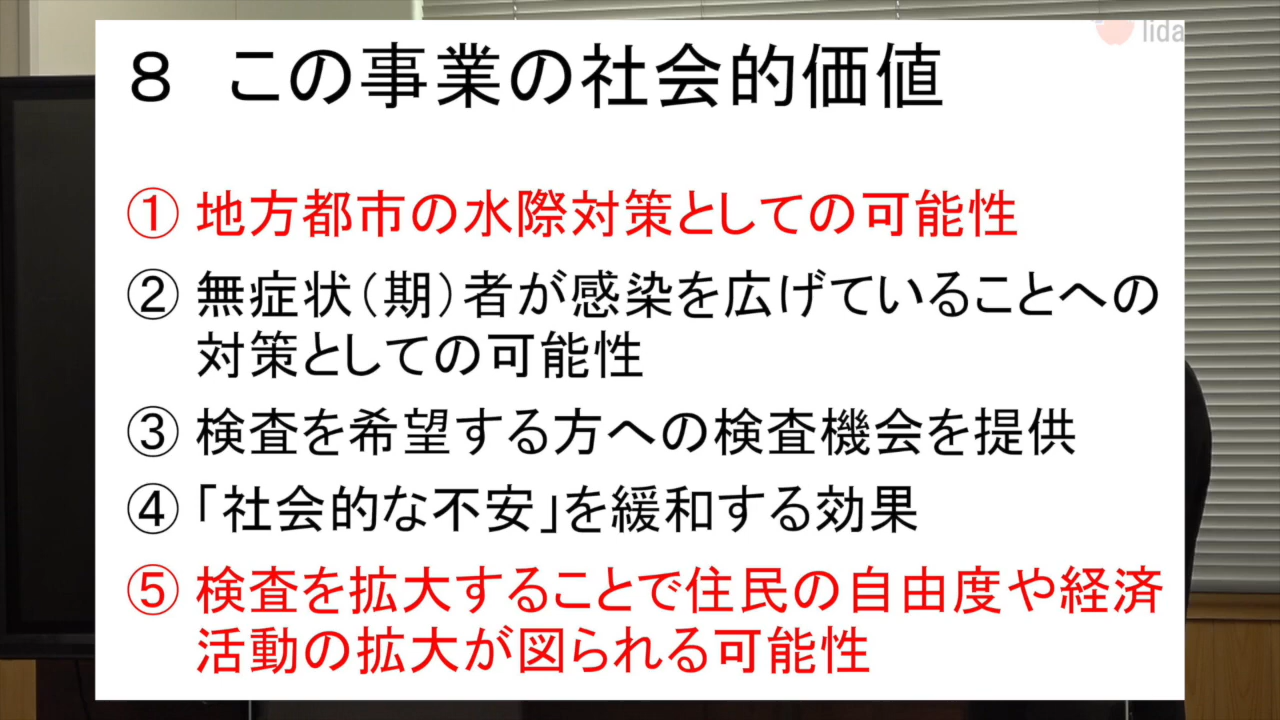 lida
８　この事業の社会的価値
① 地方都市の水際対策としての可能性
② 無症状（期）者が感染を広げていることへの
対策としての可能性
③ 検査を希望する方への検査機会を提供
④ 「社会的な不安」を緩和する効果
⑤ 検査を拡大することで住民の自由度や経済
活動の拡大が図られる可能性